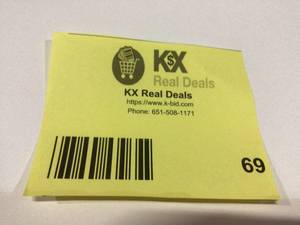 K$X
Real Deals
KX Real Deals
https://www.k-bid.com
Phone: 651-508-1171
69